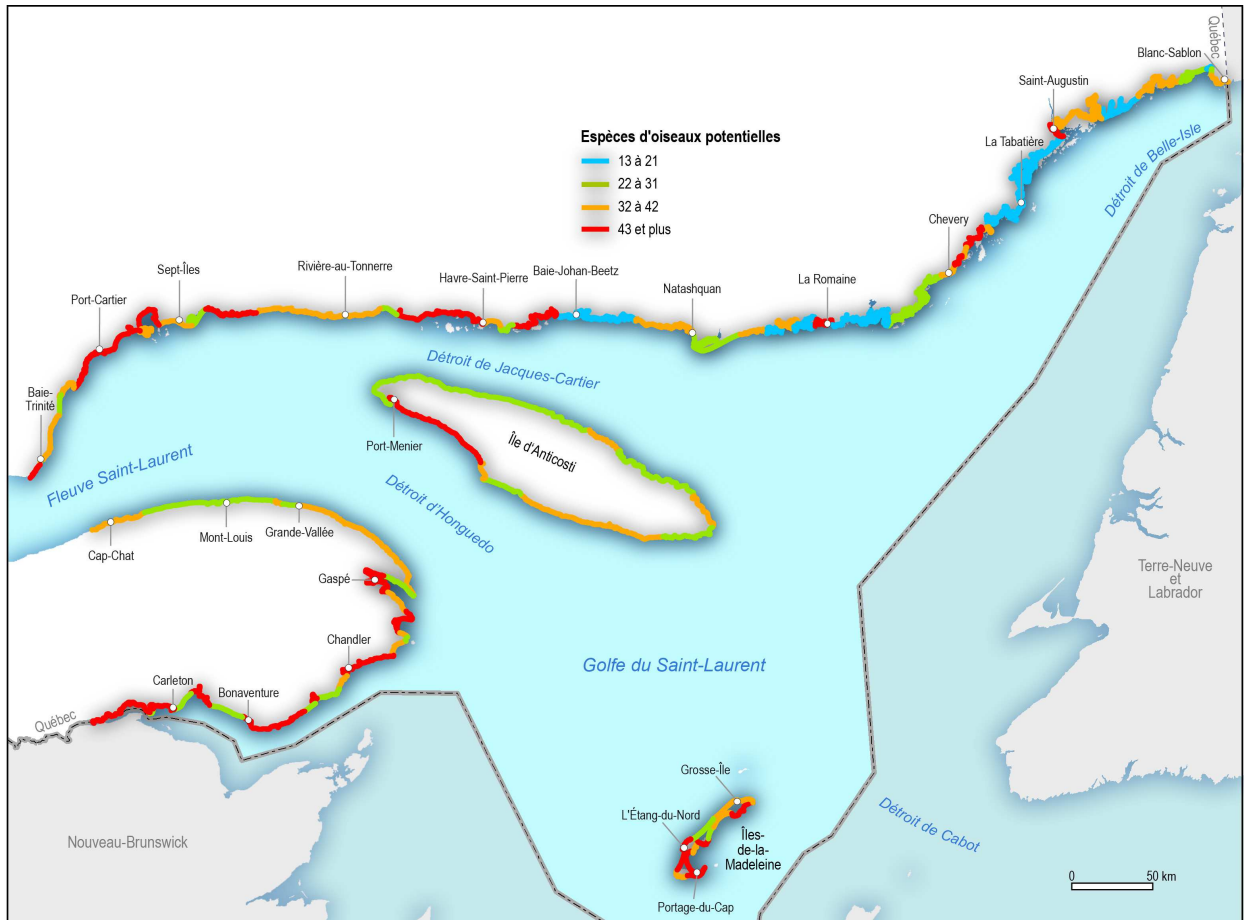 Québec
Blanc-Sablon
Saint-Augustin
La Tabatière
Détroit de Belle-Isle
Espèces d'oiseaux potentielles
13 à 21
22 à 31
32 à 42
43 et plus
Chevery
Sept-Îles
Rivière-au-Tonnerre
Havre-Saint-Pierre
Baie-Johan-Beetz
Natashquan
La Romaine
Port-Cartier
Détroit de Jacques-Cartier
Baie-
Trinité
Port-Menier
Île d'Anticosti
Fleuve Saint-Laurent
Détroit d'Honguedo
Cap-Chat
Mont-Louis
Grande-Vallée
Gaspé
Terre-Neuve
et
Labrador
Chandler
Golfe du Saint-Laurent
Carleton
Bonaventure
Québec
Grosse-Île
L'Étang-du-Nord
Îles-
de-la-
Madeleine
Détroit de Cabot
Nouveau-Brunswick
Portage-du-Cap
0 50 km